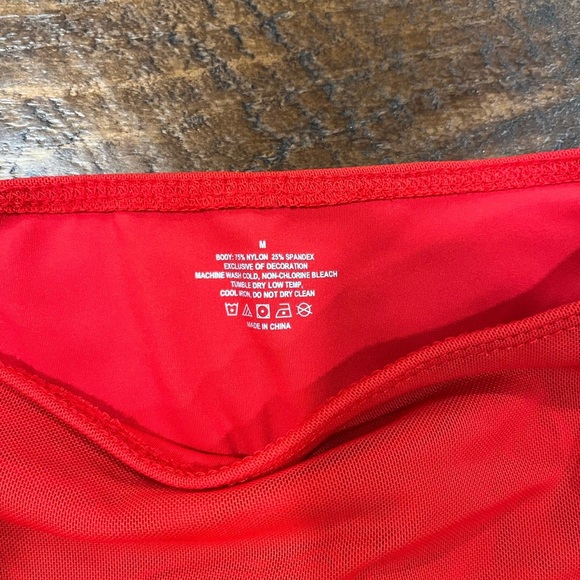 M
BODY: 75% NYLON 25% SPANDEX
EXCLUSIVE OF DECORATION
MACHINE WASH COLD, NON-CHLORINE BLEACH
TUMBLE DRY LOW TEMP,
COOL IRON, DO NOT DRY CLEAN
MADE IN CHINA